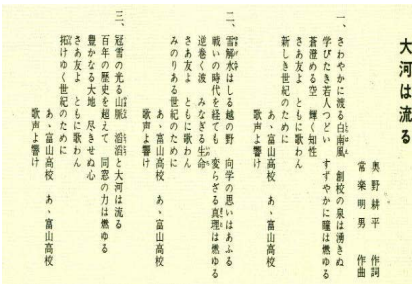 大河は流る
奥野耕平 作詞
常楽明男 作曲
一、さわやかに渡る白南風 創校の泉は湧きぬ
学びたき若人つどい すずやかに瞳は燃ゆる
蒼澄める空 輝く知性
さあ友よ ともに歌わん
新しき世紀のために
あゝ富山高校 あゝ富山高校
歌声よ響け
二、雪解水はしる越の野 向学の思いはあふる
戦いの時代を経ても 変らざる真理は燃ゆる
逆巻く波 みなぎる生命
さあ友よ ともに歌わん
みのりある世紀のために
あゝ富山高校 あゝ富山高校
歌声よ響け
三、冠雪の光る山脈 滔滔と大河は流る
百年の歴史を超えて 同窓の力は燃ゆる
豊かなる大地 尽きせぬ心
さあ友よ ともに歌わん
拓けゆく世紀のために
あゝ富山高校 あゝ富山高校
歌声よ響け